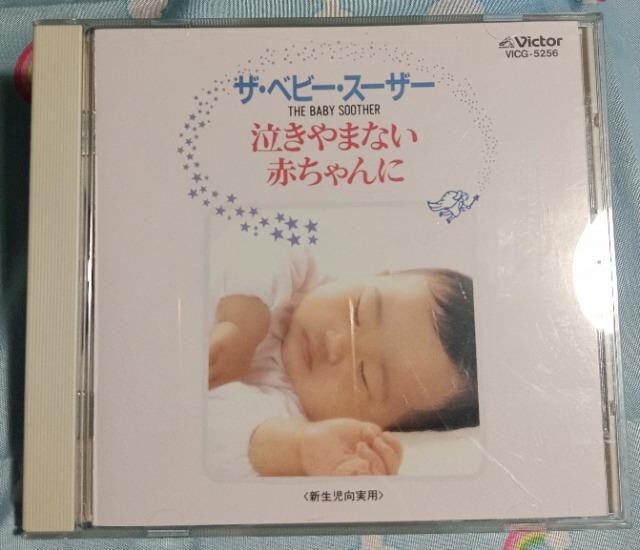 Victor
VICG-5256
ザ・ベビー・スーザー
THE BABY SOOTHER
泣きやまない
赤ちゃんに
〈新生児向実用〉